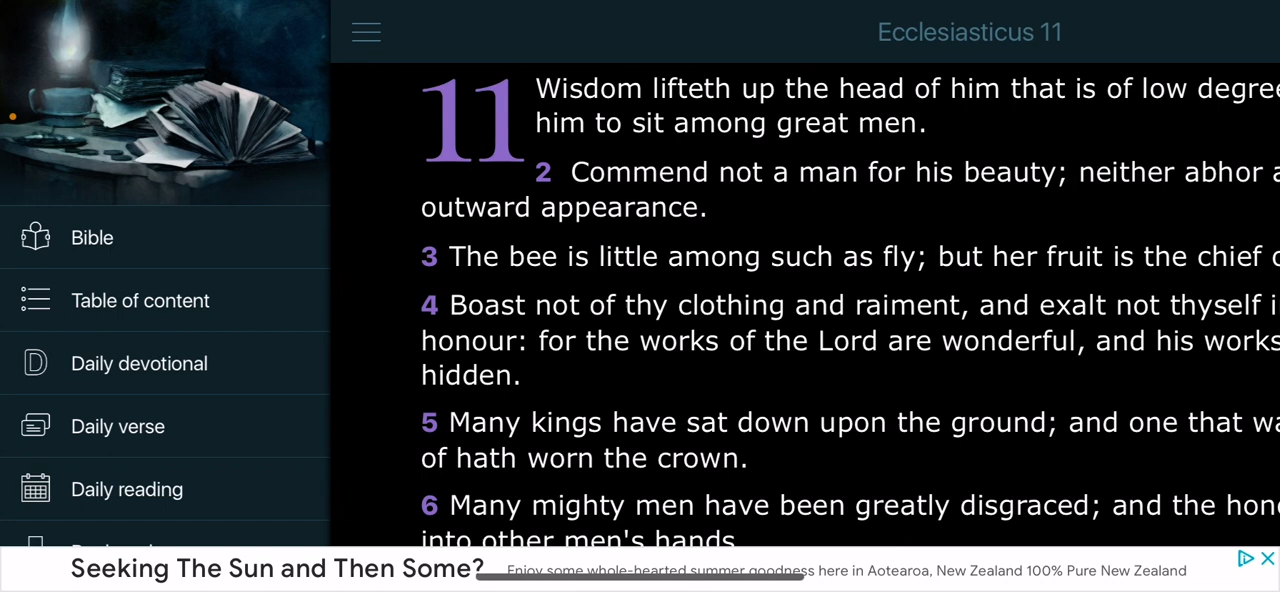 Ecclesiasticus 11
11 Wisdom lifteth up the head of him that is of low
him to sit among great men.
2 Commend not a man for his beauty; neither abhor
outward appearance.
3 The bee is little among such as fly; but her fruit is the chief
4 Boast not of thy clothing and raiment, and exalt not thyself
honour: for the works of the Lord are wonderful, and his works
hidden.
5 Many kings have sat down upon the ground; and one that
of hath worn the crown.
6 Many mighty men have been greatly disgraced; and the
into other men's hands
Bible
Table of content
Daily devotional
Daily verse
Daily reading
Seeking The Sun and Then Some?
Enjoy some whole-hearted summer goodness here in Aotearoa, New Zealand 100% Pure New Zealand